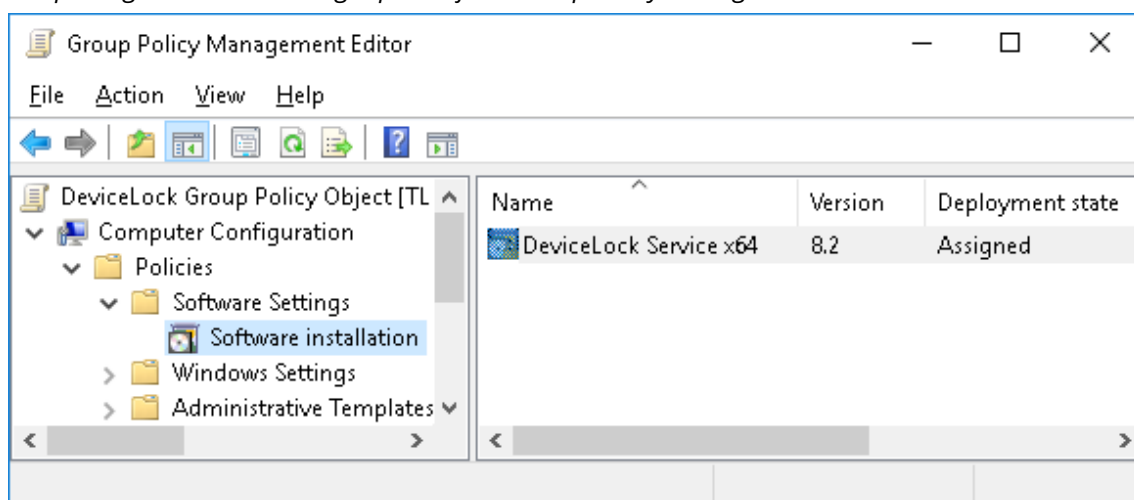 Group Policy Management Editor
File Action View Help
DeviceLock Group Policy Object [TL
Name Version Deployment state
Computer Configuration
DeviceLock Service x64 8.2 Assigned
Policies
Software Settings
Software installation
Windows Settings
Administrative Templates